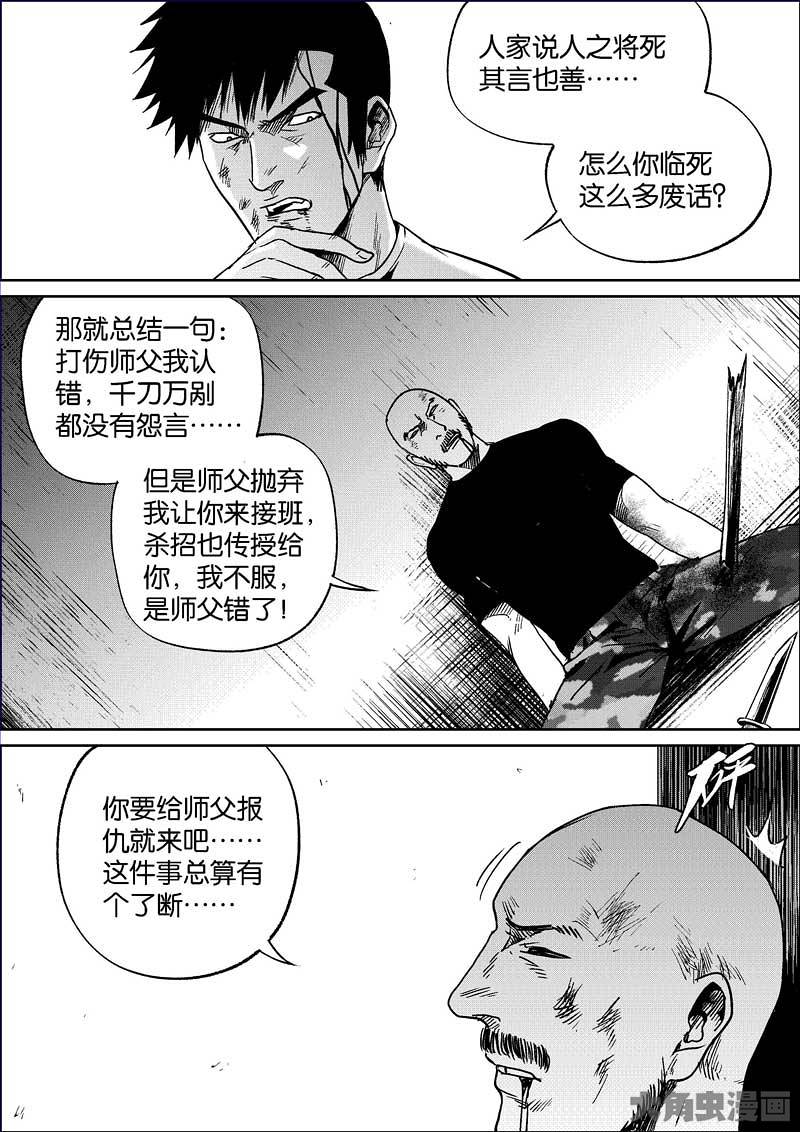 人家说人之将死
其言也善……
怎么你临死
这么多废话？
那就总结一句：
打伤师父我认
错，千刀万剐
都没有怨言……
但是师父抛弃
我让你来接班，
杀招也传授给
你，我不服，
是师父错了！
砰
你要给师父报
仇就来吧……
这件事总算有
个了断……
大角虫漫画